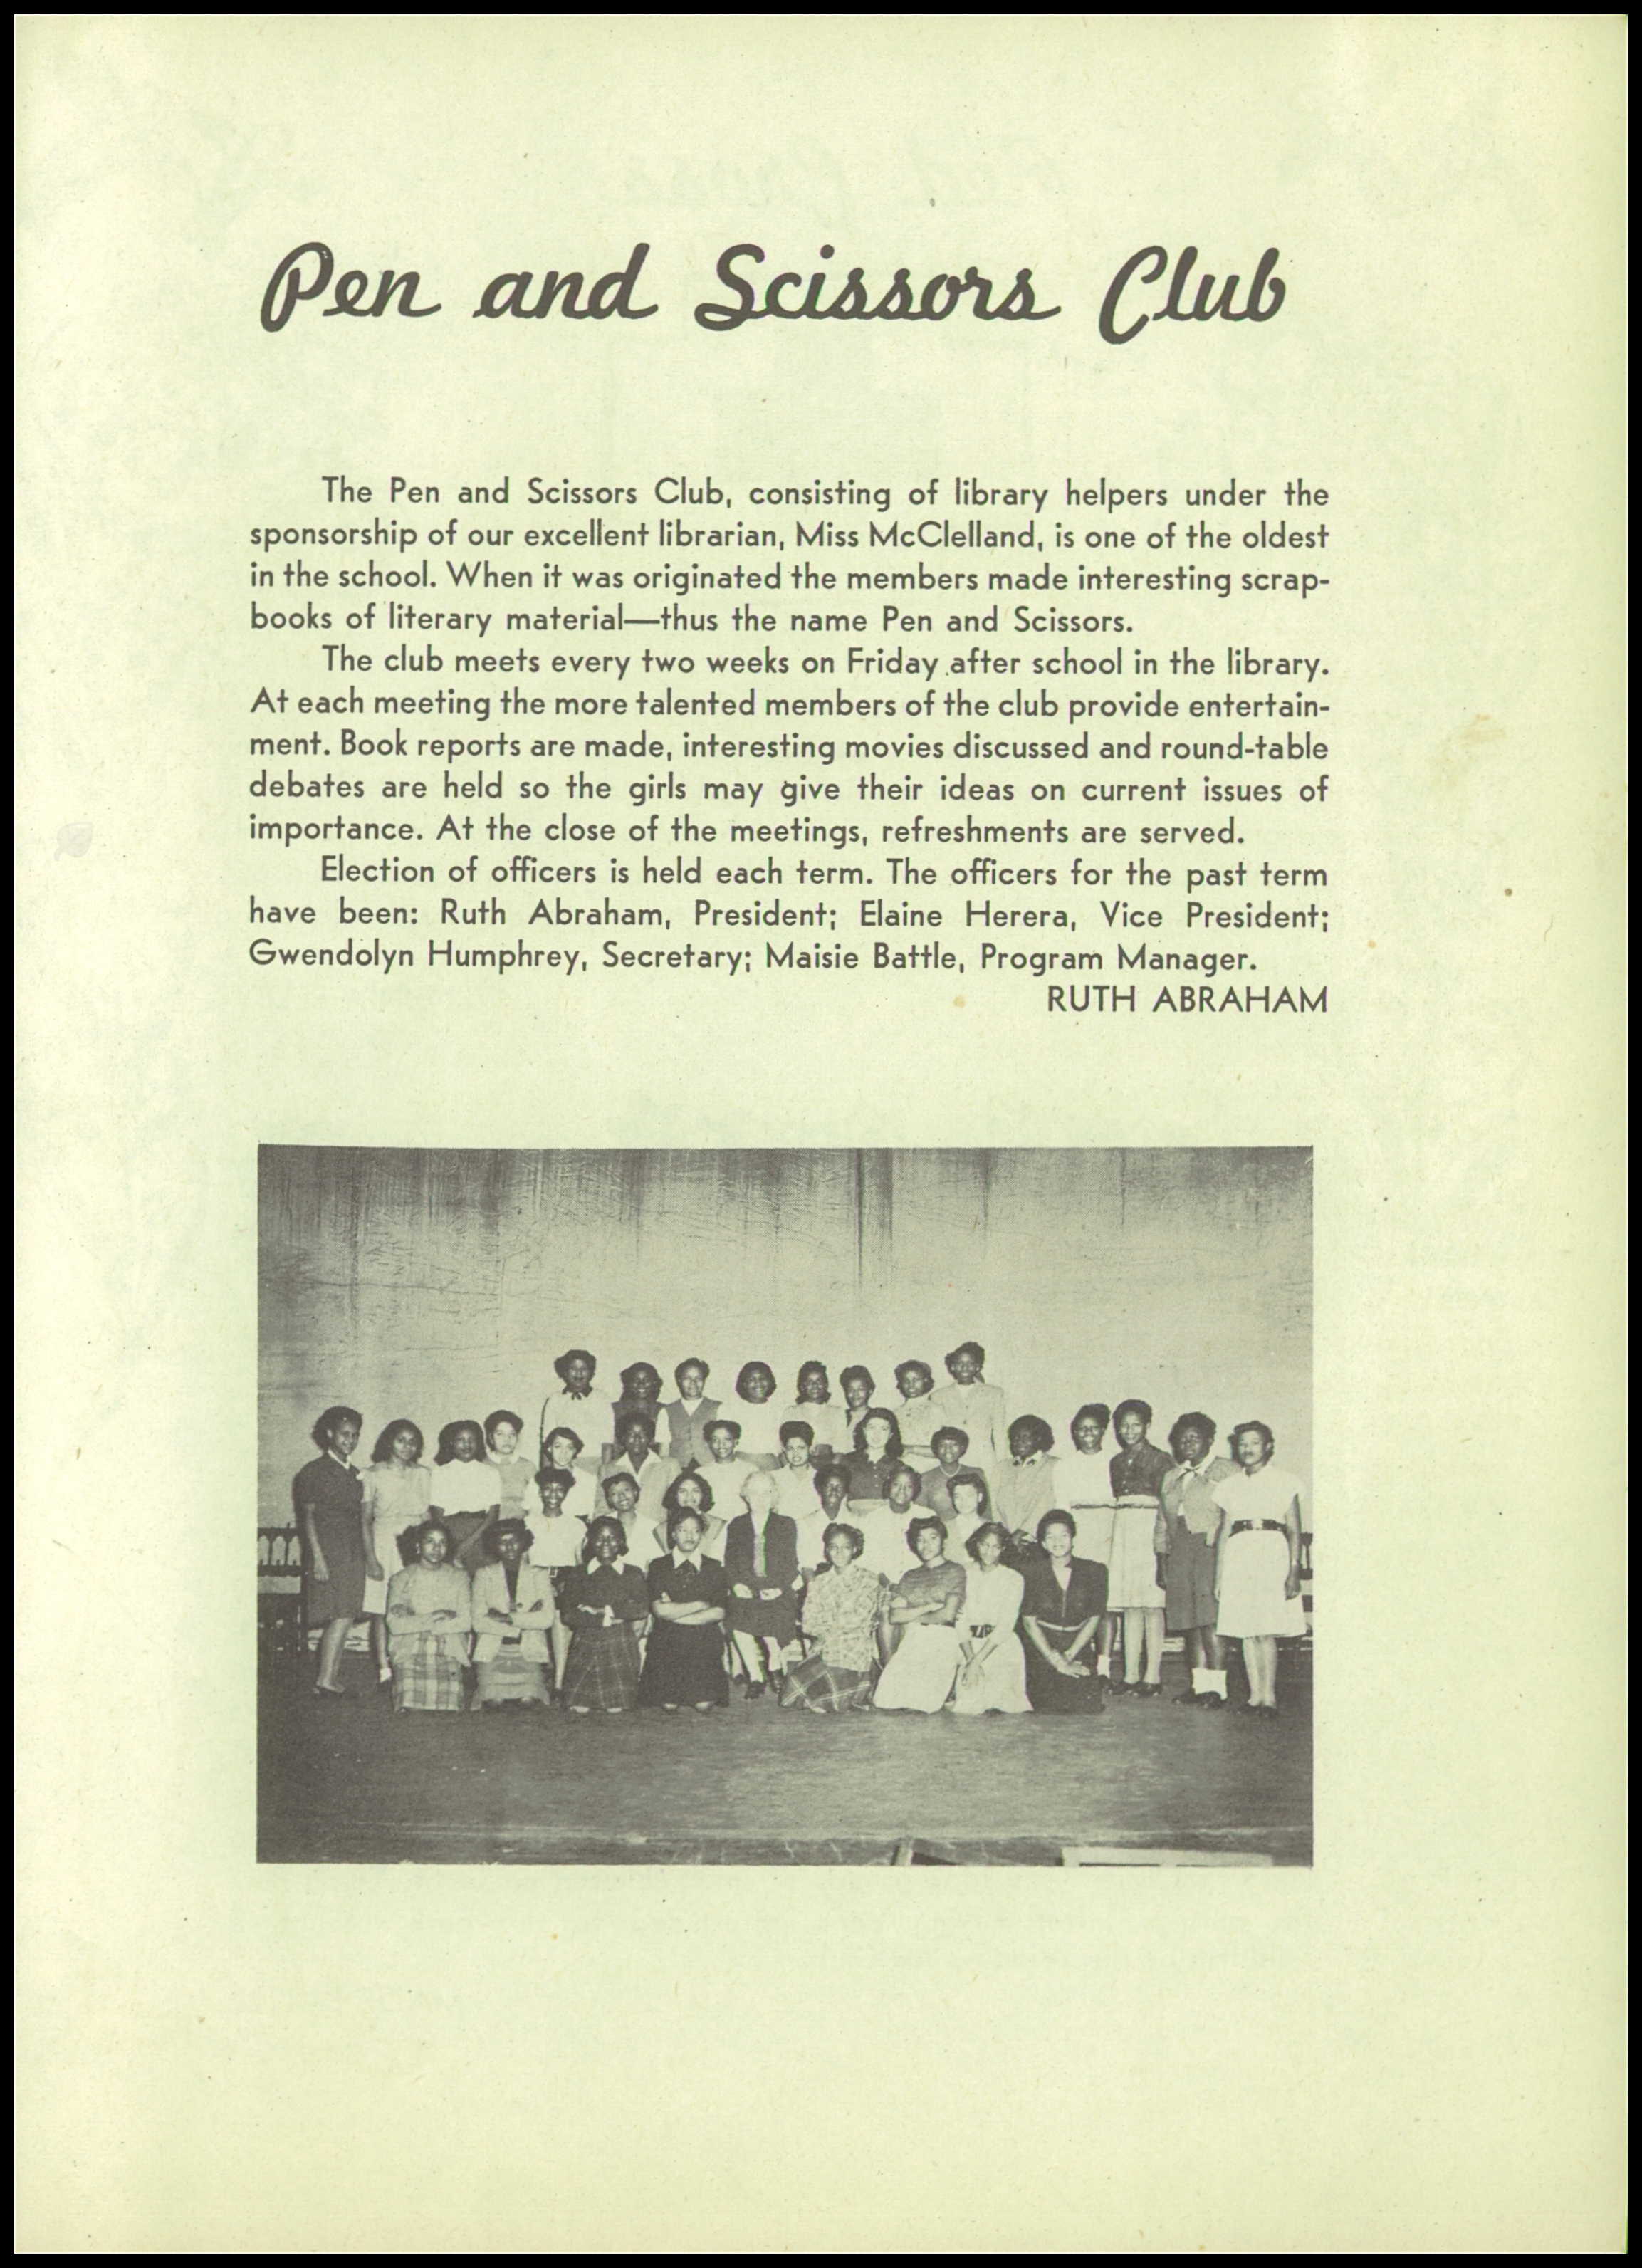 Pen and Scissors Club
The Pen and Scissors Club, consisting of library helpers under the
sponsorship of our excellent librarian, Miss McClelland, is one of the oldest
in the school. When it was originated the members made interesting scrap-
books of literary material—thus the name Pen and Scissors.
The club meets every two weeks on Friday after school in the library.
At each meeting the more talented members of the club provide entertain-
ment. Book reports are made, interesting movies discussed and round-table
debates are held so the girls may give their ideas on current issues of
importance. At the close of the meetings, refreshments are served.
Election of officers is held each term. The officers for the past term
have been: Ruth Abraham, President; Elaine Herera, Vice President;
Gwendolyn Humphrey, Secretary; Maisie Battle, Program Manager.
RUTH ABRAHAM